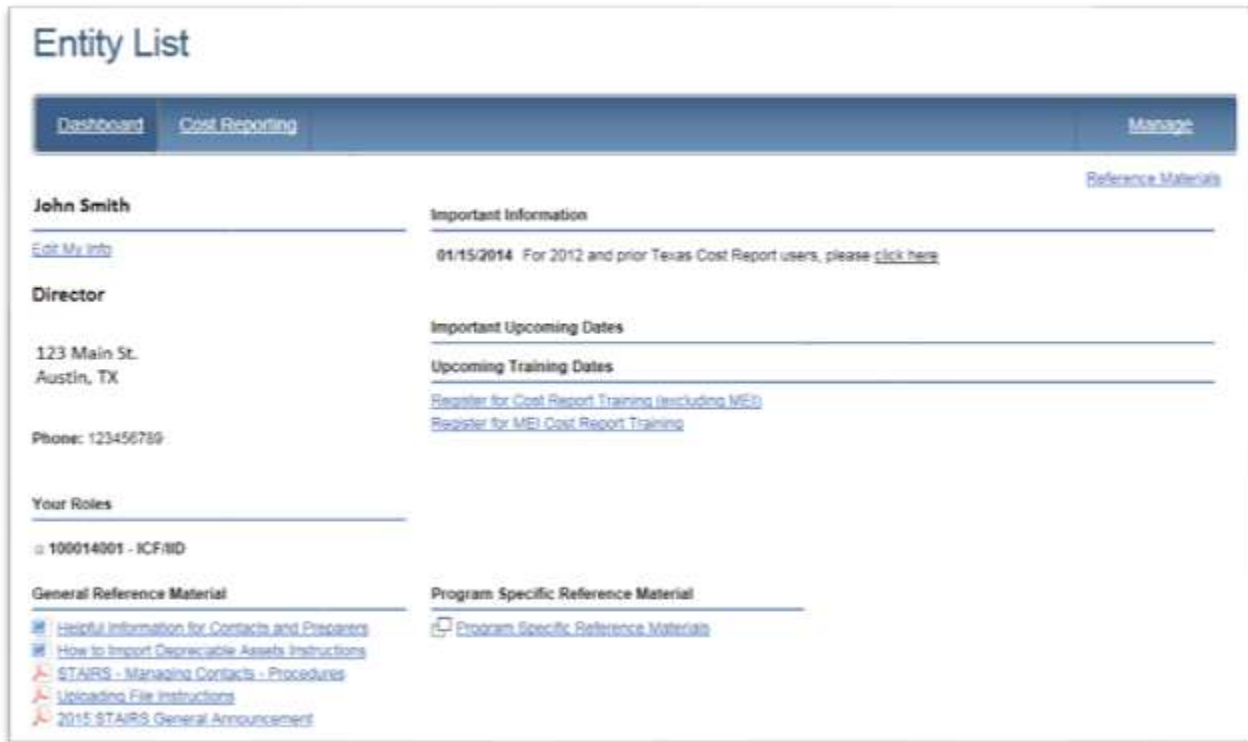 Entity List
Dashboard Cost Reporting Manage
Reference Materials
John Smith
Edit My Info
Director
123 Main St.
Austin, TX
Phone: 123456789
Your Roles
100014001 - ICF/IID
Important Information
01/15/2014 For 2012 and prior Texas Cost Report users, please click here
Important Upcoming Dates
Upcoming Training Dates
Register for Cost Report Training (excluding MEI)
Register for MEI Cost Report Training
General Reference Material
Helpful Information for Contacts and Preparers
How to Import Depreciable Assets Instructions
STAIRS - Managing Contacts - Procedures
Uploading File Instructions
2015 STAIRS General Announcement
Program Specific Reference Material
Program Specific Reference Materials